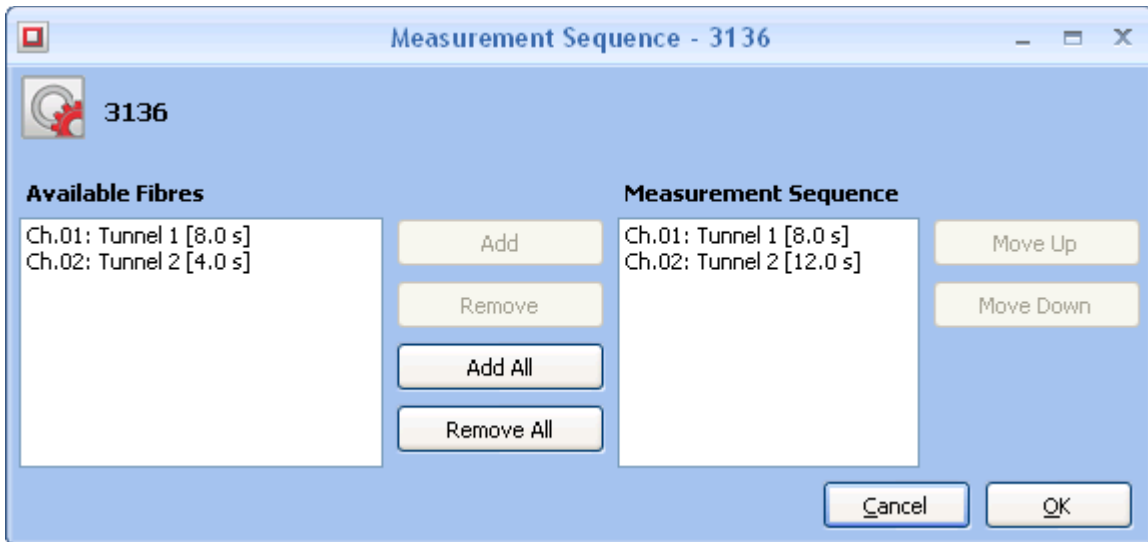 Measurement Sequence - 3136
3136
Available Fibres
Ch.01: Tunnel 1 [8.0 s]
Ch.02: Tunnel 2 [4.0 s]
Add
Remove
Add All
Remove All
Measurement Sequence
Ch.01: Tunnel 1 [8.0 s]
Ch.02: Tunnel 2 [12.0 s]
Move Up
Move Down
Cancel
OK